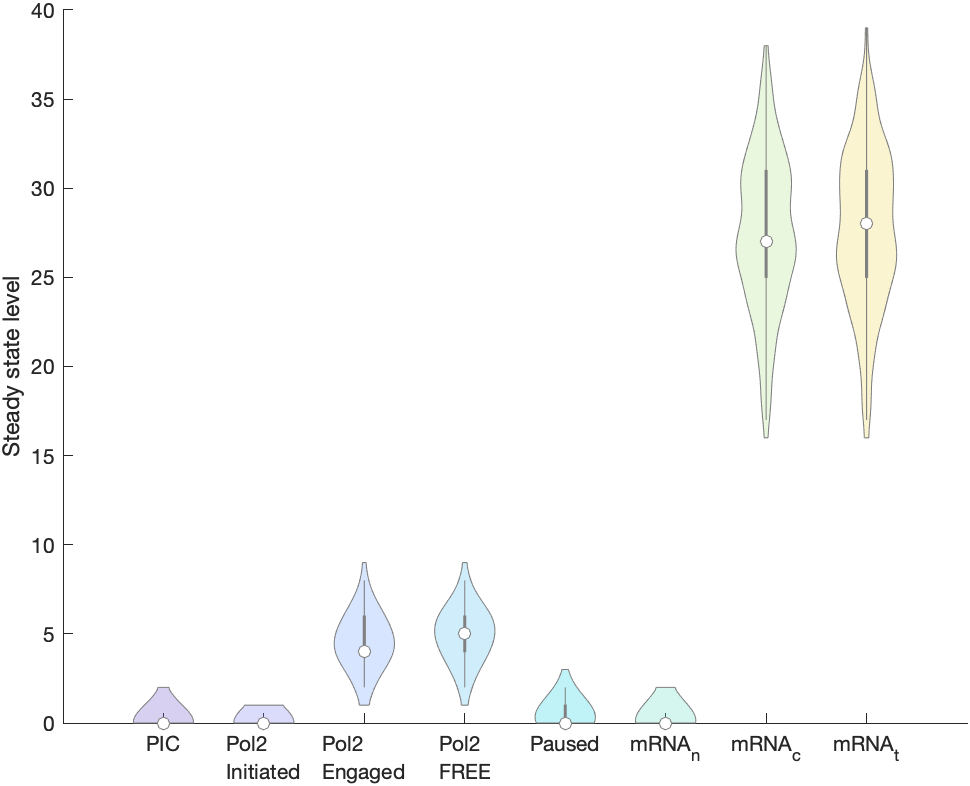 40
35
30
25
20
15
10
5
0
Steady state level
PIC
Pol2
Initiated
Pol2
Engaged
Pol2
FREE
Paused
mRNAn
mRNAc
mRNAt